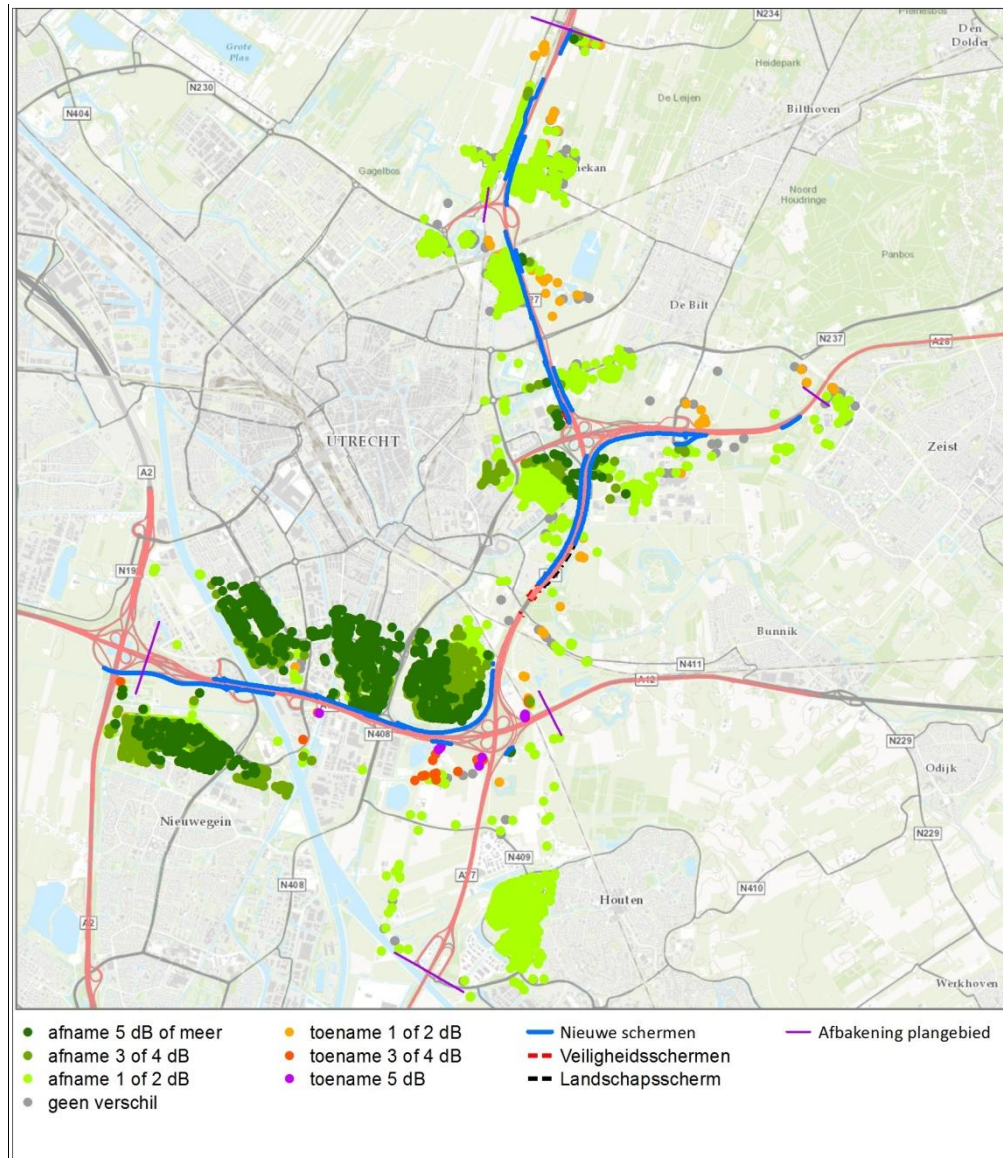 N234
Den
Dolder
Grote
Plas
Heidepark
N230
De Leijen
Bilthoven
N404
Gagelbos
Noord
Houdringe
Panbos
De Bilt
N237
A28
UTRECHT
Zeist
A2
Bunnik
N411
A12
N408
N229
Odijk
Nieuwegein
N409
N229
N408
A27
Houten
N410
A2
Werkhoven
afname 5 dB of meer
afname 3 of 4 dB
afname 1 of 2 dB
geen verschil
toename 1 of 2 dB
toename 3 of 4 dB
toename 5 dB
Nieuwe schermen
Veiligheidsschermen
Landschapsscherm
Afbakening plangebied